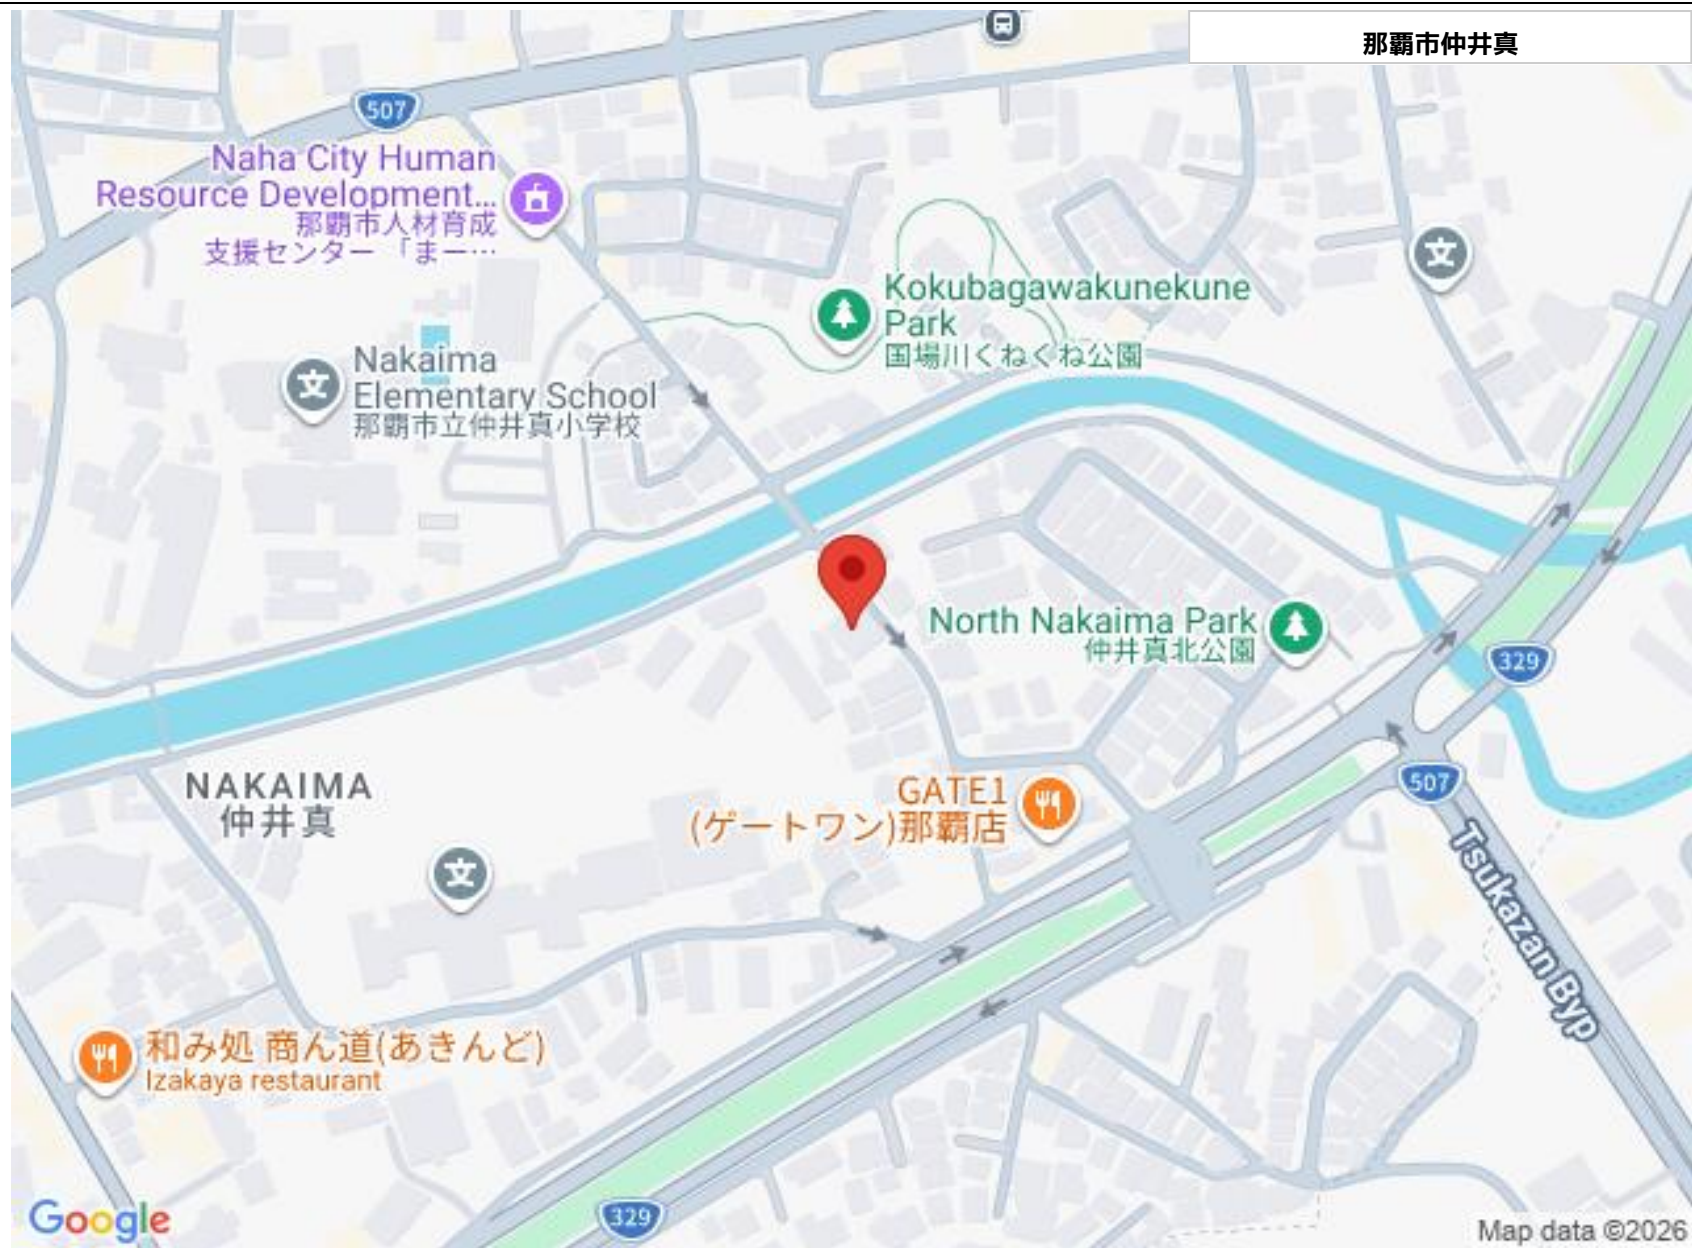 那覇市仲井真
507
Naha City Human
Resource Development...
那覇市人材育成
支援センター「まー…
Kokubagawakunekune
Park
国場川くねくね公園
文
Nakaima
Elementary School
那覇市立仲井真小学校
文
North Nakaima Park
仲井真北公園
329
NAKAIMA
仲井真
GATE1
(ゲートワン)那覇店
507
文
Tsukazan Byp
和み処 商ん道(あきんど)
Izakaya restaurant
329
Google
Map data ©2026